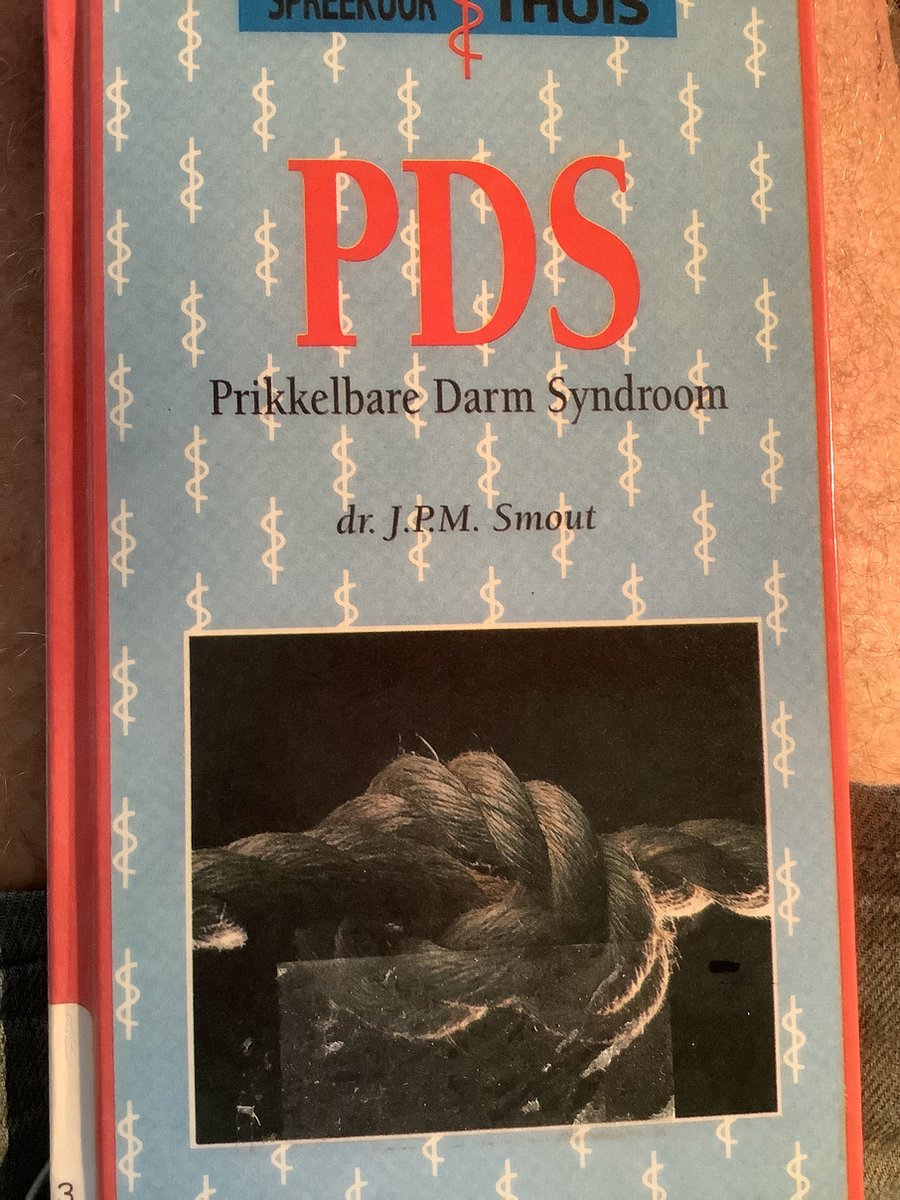 SPREEKUUR THUIS
PDS
Prikkelbare Darm Syndroom
dr. J.P.M. Smout
3